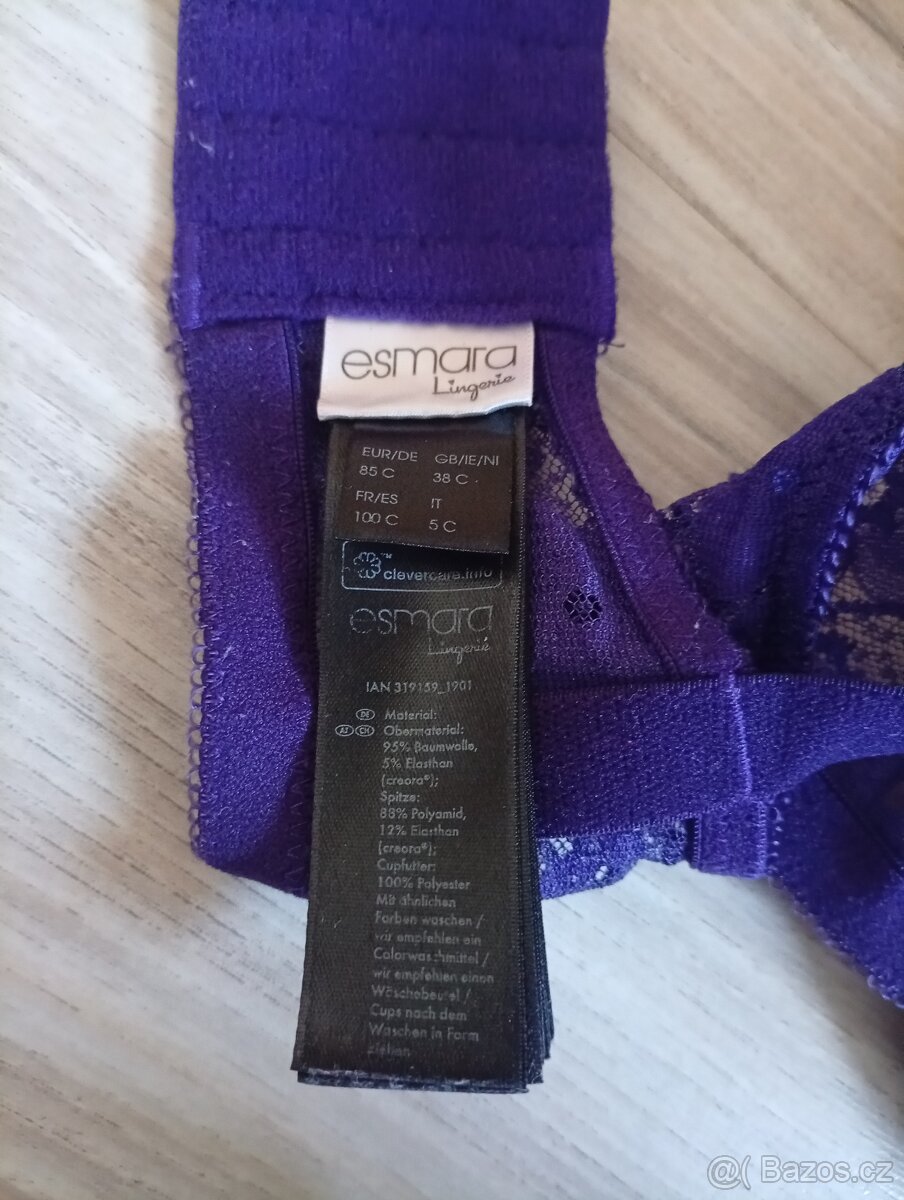 esmara
Lingerie
EUR/DE GB/IE/NI
85 C 38 C
FR/ES IT
100 C 5 C
clevercare.info
esmara
Lingerie
IAN 319159_1901
DE Material:
AT CH Obermaterial:
95% Baumwolle,
5% Elasthan
(creora®);
Spitze:
88% Polyamid,
12% Elasthan
(creora®);
Cupfutter:
100% Polyester
Mit ähnlichen
Farben waschen /
wir empfehlen ein
Colorwaschmittel /
wir empfehlen einen
Wäschebeutel /
Cups nach dem
Waschen in Form
ziehen
@( Bazos.cz